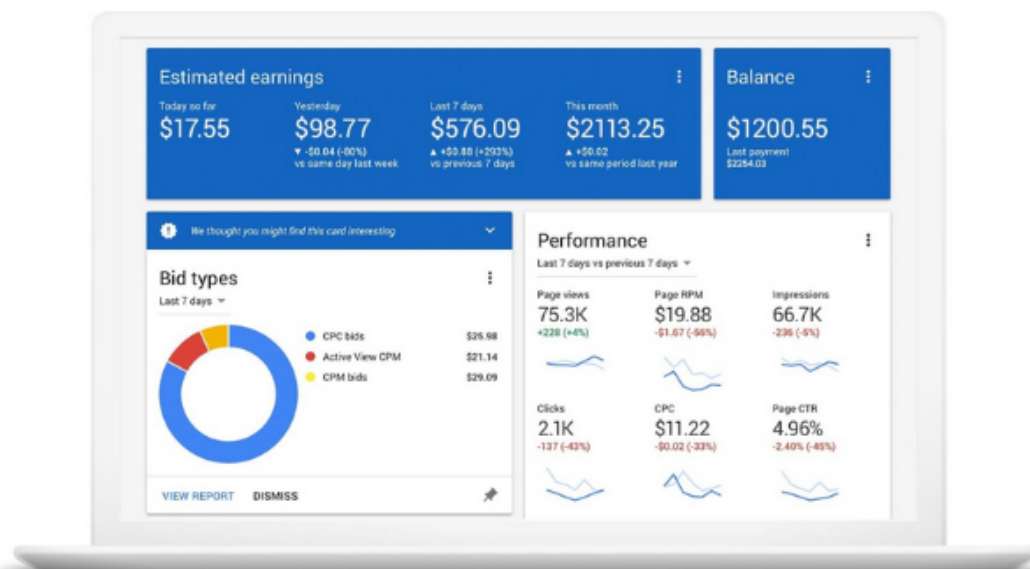 Estimated earnings
Today so far
$17.55
Yesterday
$98.77
▼ -$0.04 (-80%)
vs same day last week
Last 7 days
$576.09
▲ +$0.88 (+293%)
vs previous 7 days
This month
$2113.25
▲ +$0.02
vs same period last year
Balance
$1200.55
Last payment
$2254.03
We thought you might find this card interesting
Bid types
Last 7 days
CPC bids $25.98
Active View CPM $21.14
CPM bids $29.09
VIEW REPORT DISMISS
Performance
Last 7 days vs previous 7 days
Page views
75.3K
+228 (+4%)
Page RPM
$19.88
-$1.67 (-56%)
Impressions
66.7K
-236 (-5%)
Clicks
2.1K
-137 (-43%)
CPC
$11.22
-$0.02 (-33%)
Page CTR
4.96%
-2.40% (-45%)